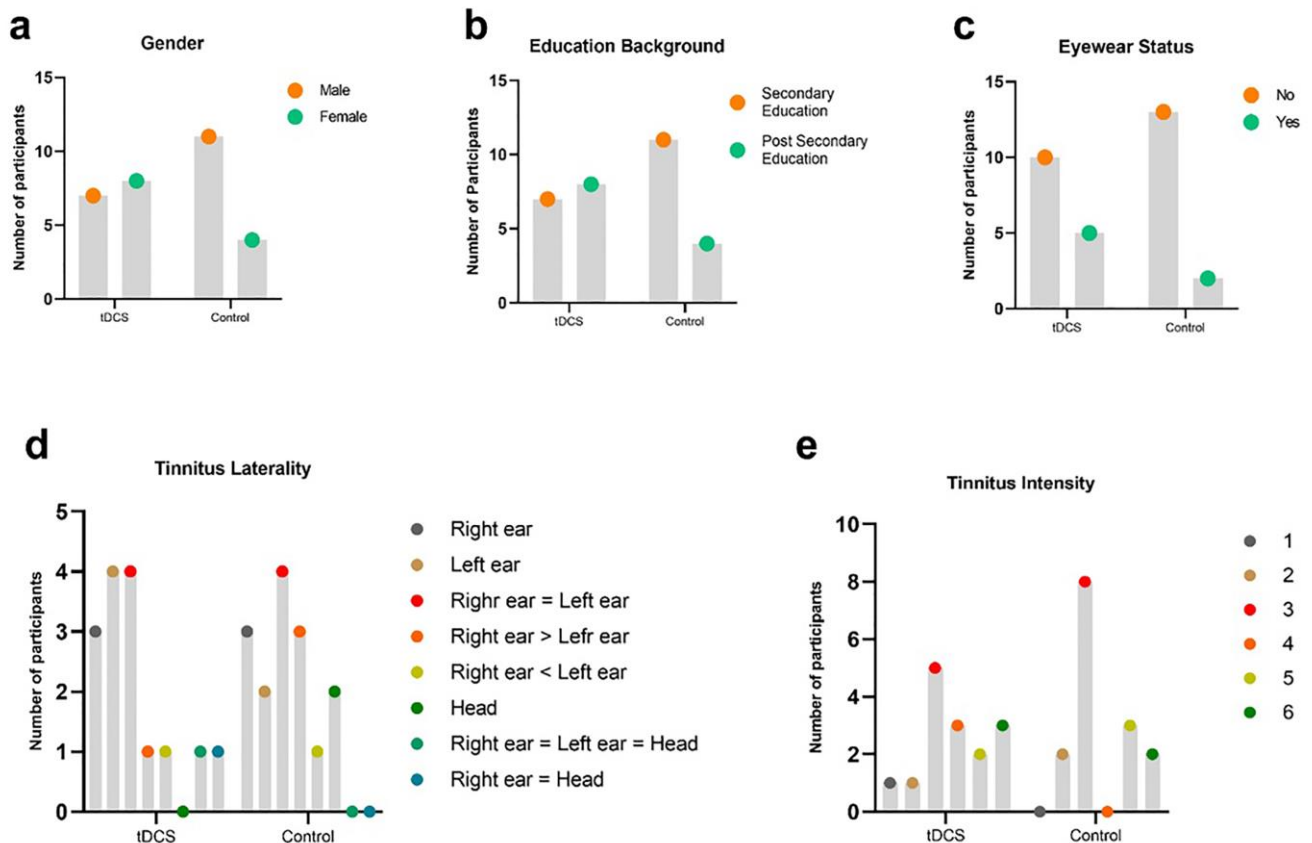 a
Gender
Number of participants
15
10
5
0
tDCS
Control
Male
Female
b
Education Background
Number of Participants
15
10
5
0
tDCS
Control
Secondary
Education
Post Secondary
Education
c
Eyewear Status
Number of participants
15
10
5
0
tDCS
Control
No
Yes
d
Tinnitus Laterality
Number of participants
5
4
3
2
1
0
tDCS
Control
Right ear
Left ear
Righr ear = Left ear
Right ear > Lefr ear
Right ear < Left ear
Head
Right ear = Left ear = Head
Right ear = Head
e
Tinnitus Intensity
Number of participants
10
8
6
4
2
0
tDCS
Control
1
2
3
4
5
6